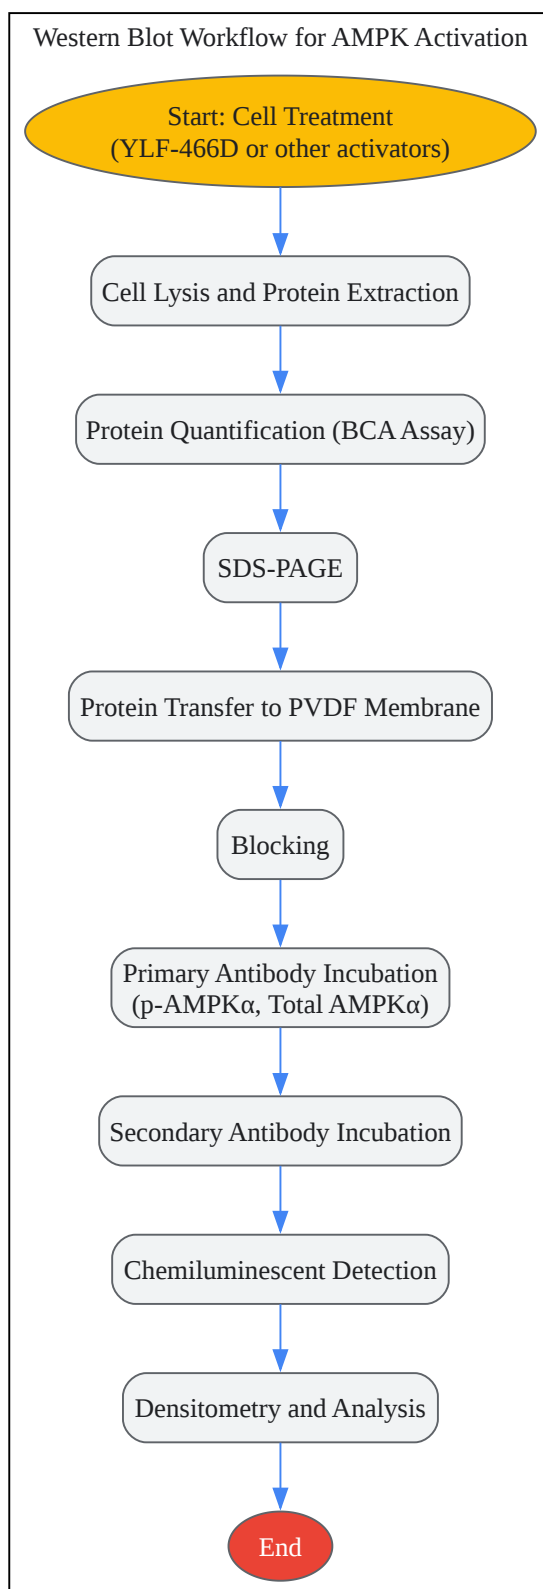 Western Blot Workflow for AMPK Activation
Start: Cell Treatment
(YLF-466D or other activators)
Cell Lysis and Protein Extraction
Protein Quantification (BCA Assay)
SDS-PAGE
Protein Transfer to PVDF Membrane
Blocking
Primary Antibody Incubation
(p-AMPKα, Total AMPKα)
Secondary Antibody Incubation
Chemiluminescent Detection
Densitometry and Analysis
End